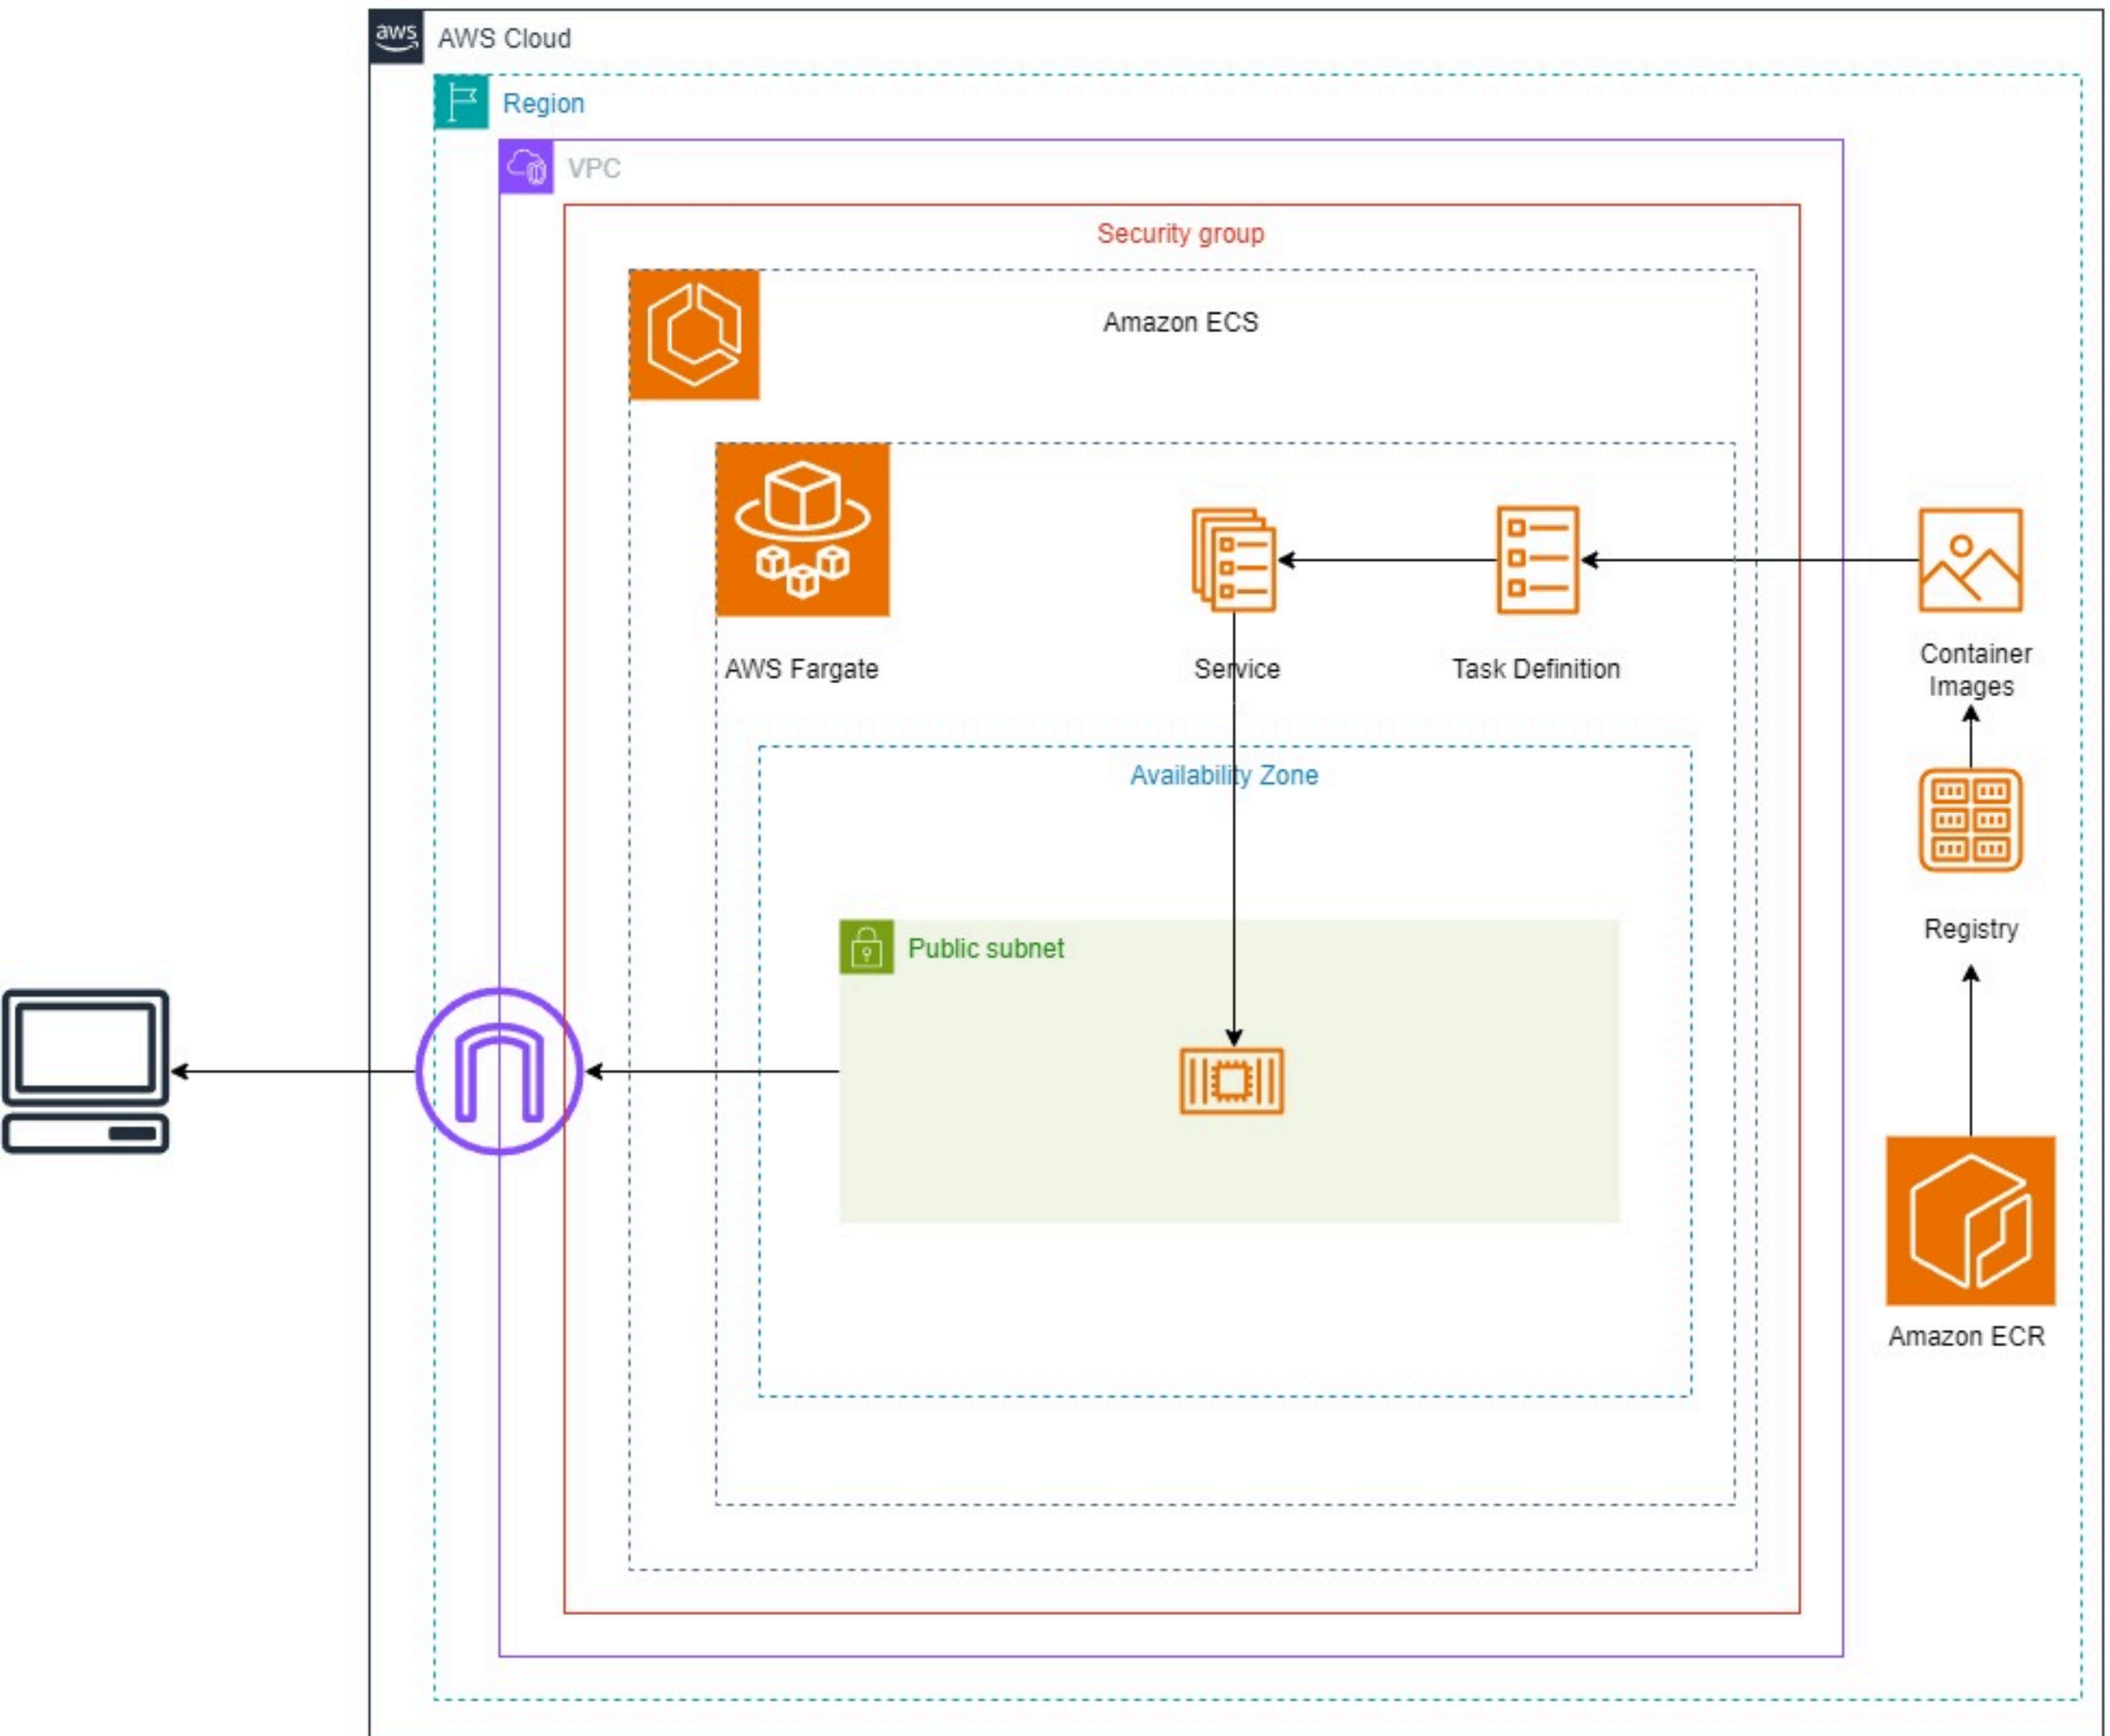 aws
AWS Cloud
Region
VPC
Security group
Amazon ECS
AWS Fargate
Service
Task Definition
Container
Images
Availability Zone
Registry
Public subnet
Amazon ECR